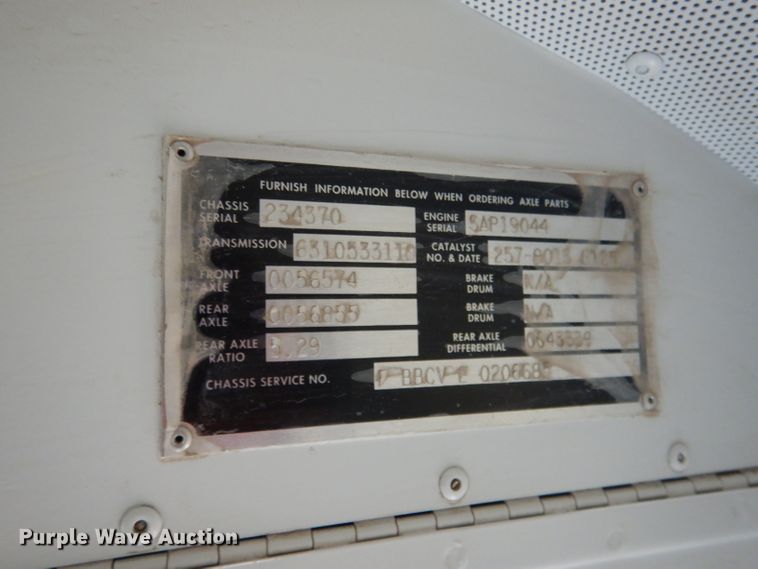 FURNISH INFORMATION BELOW WHEN ORDERING AXLE PARTS
CHASSIS SERIAL 234370 ENGINE SERIAL SAP19044
TRANSMISSION CATALYST NO. & DATE
FRONT AXLE 0056574 BRAKE DRUM N/A
REAR AXLE 0056855 BRAKE DRUM N/A
REAR AXLE RATIO REAR AXLE DIFFERENTIAL
CHASSIS SERVICE NO. BBCV
Purple Wave Auction